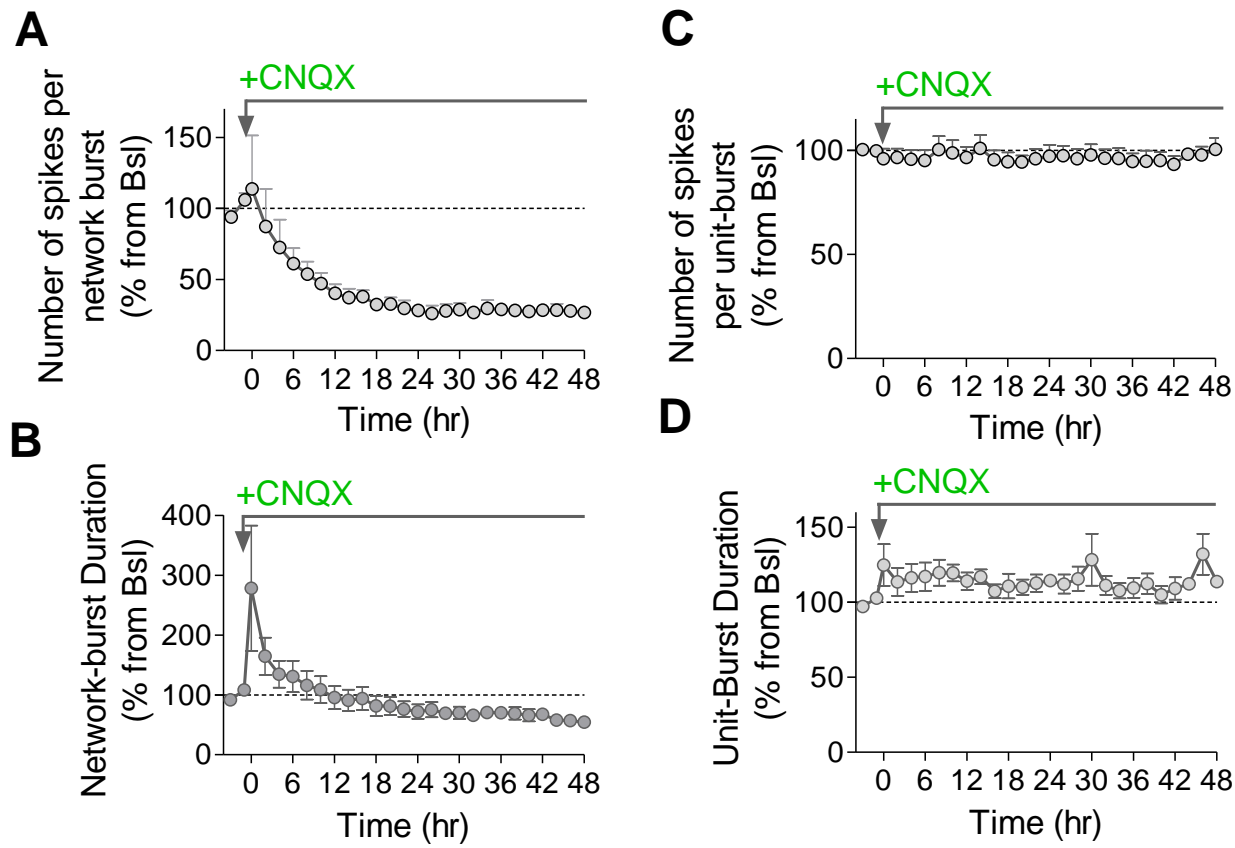 A
+CNQX
Number of spikes per
network burst
(% from Bsl)
150
100
50
0
0 6 12 18 24 30 36 42 48
Time (hr)
B
+CNQX
Network-burst Duration
(% from Bsl)
400
300
200
100
0
0 6 12 18 24 30 36 42 48
Time (hr)
C
+CNQX
Number of spikes
per unit-burst
(% from Bsl)
100
50
0
0 6 12 18 24 30 36 42 48
Time (hr)
D
+CNQX
Unit-Burst Duration
(% from Bsl)
150
100
50
0
0 6 12 18 24 30 36 42 48
Time (hr)